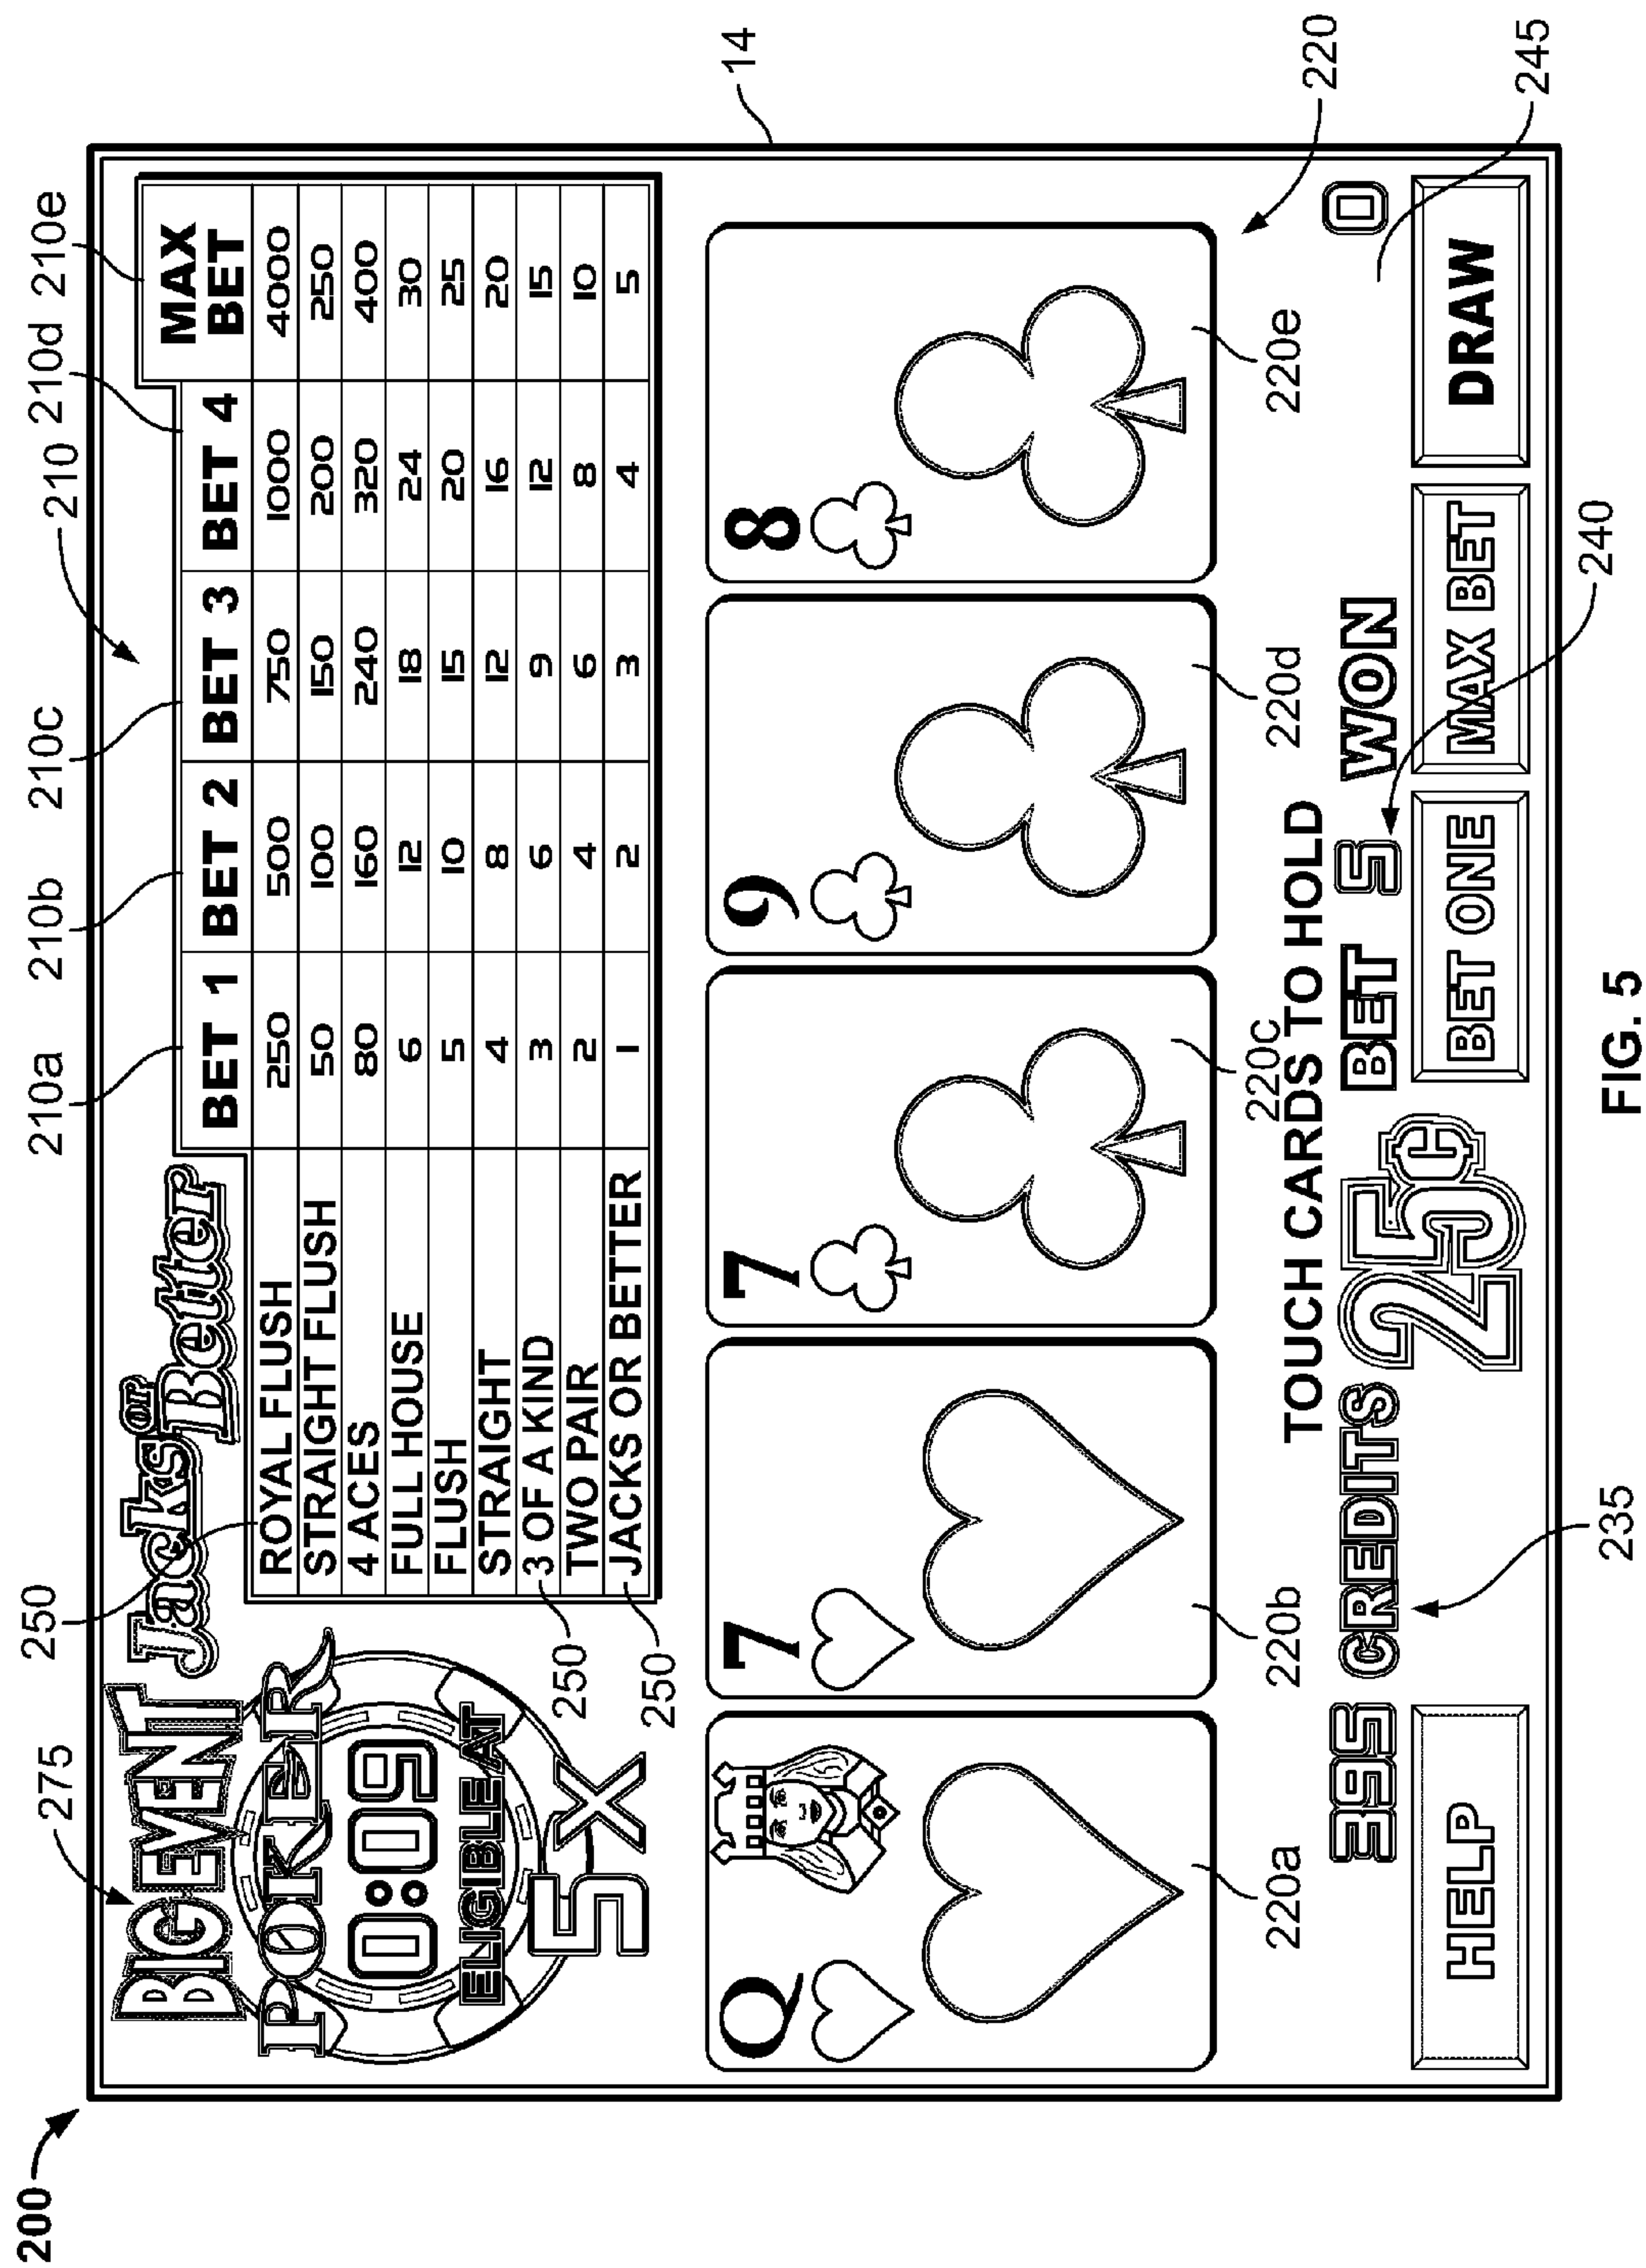 200
275
250
210a
210b
210c
210
210d
210e
14
BIG EVENT
POKER
0:09
ELIGIBLE AT
5X
Jacks or Better
BET 1 BET 2 BET 3 BET 4 MAX BET
ROYAL FLUSH 250 500 750 1000 4000
STRAIGHT FLUSH 50 100 150 200 250
4 ACES 80 160 240 320 400
FULL HOUSE 6 12 18 24 30
FLUSH 5 10 15 20 25
STRAIGHT 4 8 12 16 20
3 OF A KIND 3 6 9 12 15
TWO PAIR 2 4 6 8 10
JACKS OR BETTER 1 2 3 4 5
250
250
Q 7 7 9 8
220a 220b 220c 220d 220e
220
TOUCH CARDS TO HOLD
395 CREDITS 25¢ BET 5 WON 0
HELP BET ONE MAX BET DRAW
235
240
245
FIG. 5